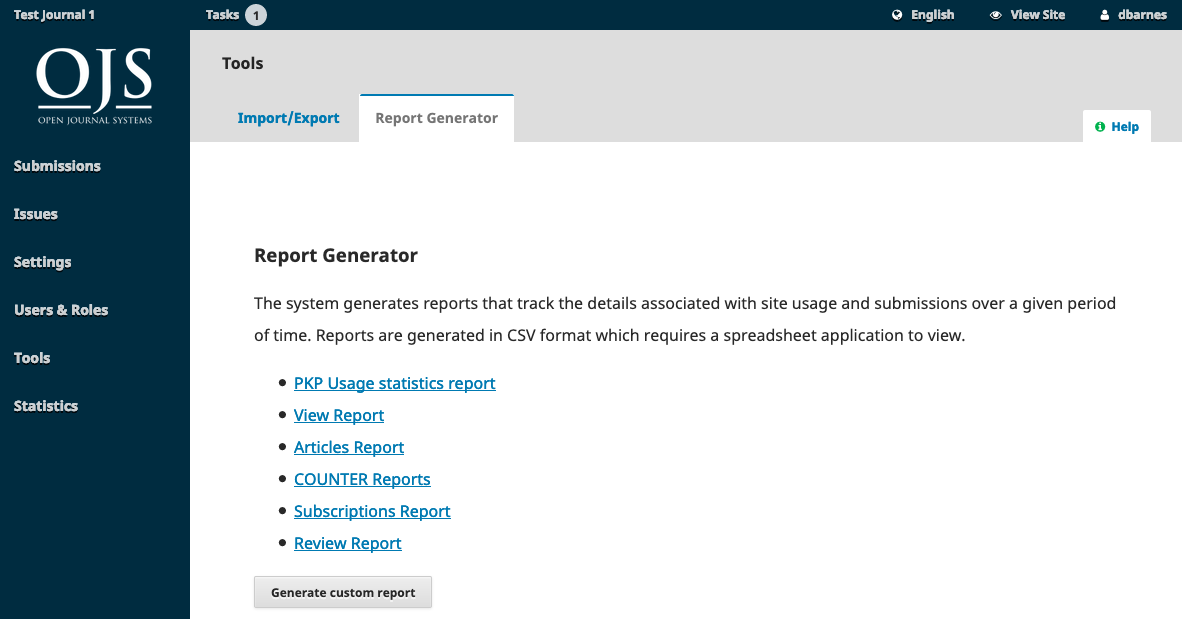 Test Journal 1
Tasks 1
English
View Site
dbarnes
OJS
OPEN JOURNAL SYSTEMS
Submissions
Issues
Settings
Users & Roles
Tools
Statistics
Tools
Import/Export
Report Generator
Help
Report Generator
The system generates reports that track the details associated with site usage and submissions over a given period
of time. Reports are generated in CSV format which requires a spreadsheet application to view.
PKP Usage statistics report
View Report
Articles Report
COUNTER Reports
Subscriptions Report
Review Report
Generate custom report